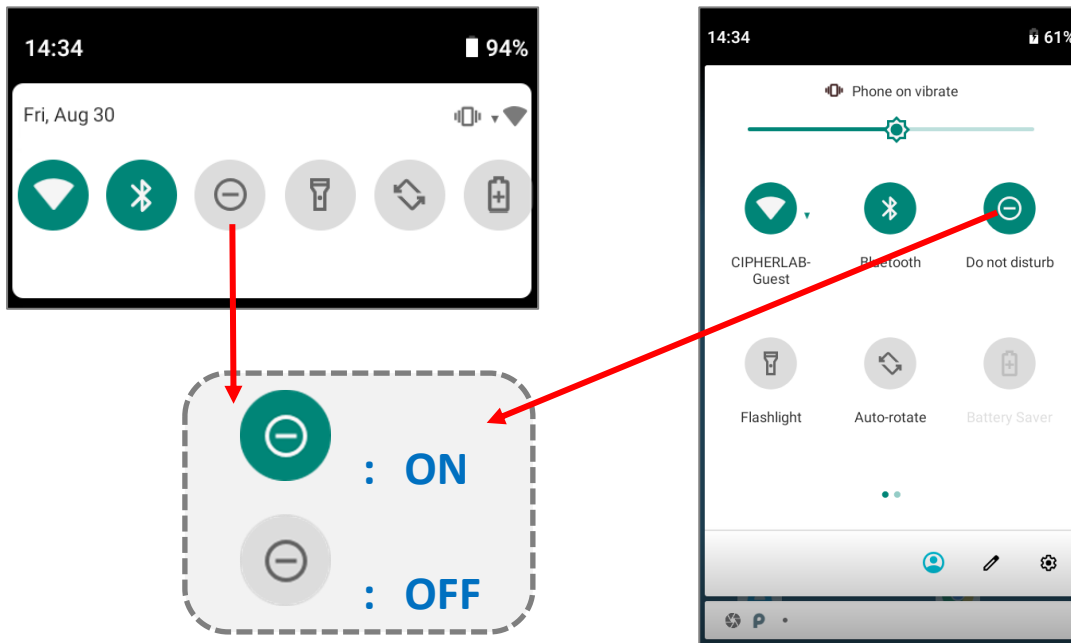 14:34
94%
Fri, Aug 30
: ON
: OFF
14:34
61%
Phone on vibrate
CIPHERLAB-
Guest
Bluetooth
Do not disturb
Flashlight
Auto-rotate
Battery Saver